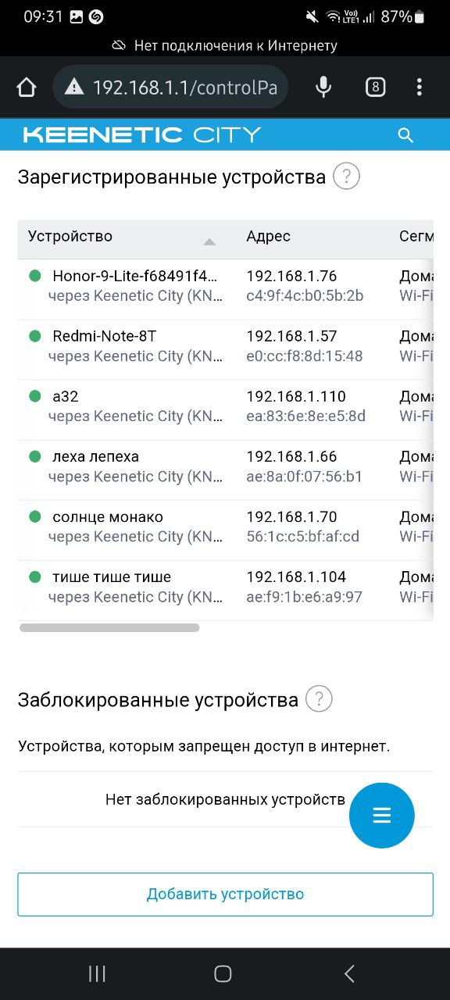 09:31
Vo))
LTE1
87%
Нет подключения к Интернету
192.168.1.1/controlPa
8
KEENETIC CITY
Зарегистрированные устройства ?
Устройство Адрес Сегм
Honor-9-Lite-f68491f4... 192.168.1.76 Дома
через Keenetic City (KN... c4:9f:4c:b0:5b:2b Wi-Fi
Redmi-Note-8T 192.168.1.57 Дома
через Keenetic City (KN... e0:cc:f8:8d:15:48 Wi-Fi
a32 192.168.1.110 Дома
через Keenetic City (KN... ea:83:6e:8e:e5:8d Wi-Fi
леха лепеха 192.168.1.66 Дома
через Keenetic City (KN... ae:8a:0f:07:56:b1 Wi-Fi
солнце монако 192.168.1.70 Дома
через Keenetic City (KN... 56:1c:c5:bf:af:cd Wi-Fi
тише тише тише 192.168.1.104 Дома
через Keenetic City (KN... ae:f9:1b:e6:a9:97 Wi-Fi
Заблокированные устройства ?
Устройства, которым запрещен доступ в интернет.
Нет заблокированных устройств
Добавить устройство